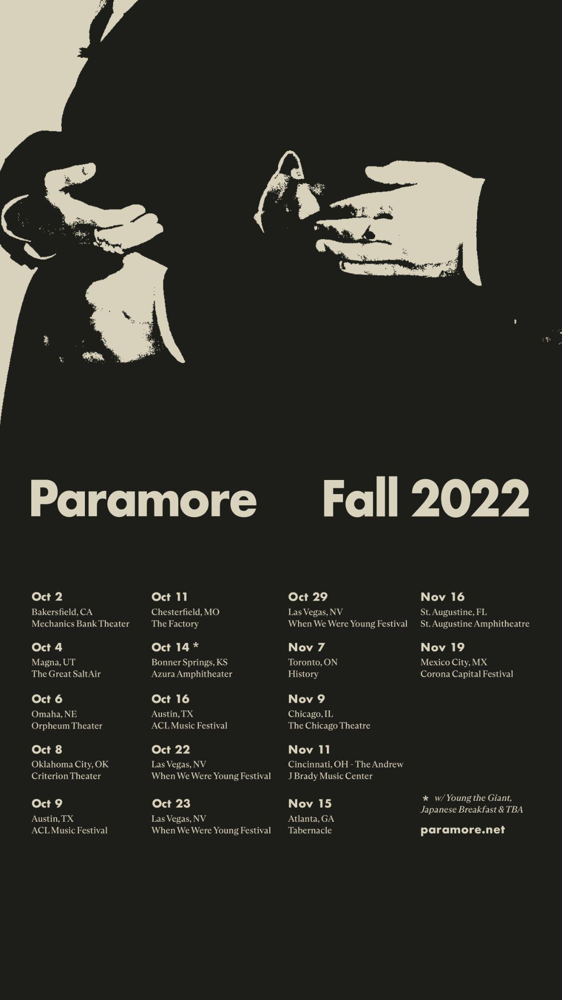 Paramore Fall 2022
Oct 2
Bakersfield, CA
Mechanics Bank Theater
Oct 4
Magna, UT
The Great SaltAir
Oct 6
Omaha, NE
Orpheum Theater
Oct 8
Oklahoma City, OK
Criterion Theater
Oct 9
Austin, TX
ACL Music Festival
Oct 11
Chesterfield, MO
The Factory
Oct 14 *
Bonner Springs, KS
Azura Amphitheater
Oct 16
Austin, TX
ACL Music Festival
Oct 22
Las Vegas, NV
When We Were Young Festival
Oct 23
Las Vegas, NV
When We Were Young Festival
Oct 29
Las Vegas, NV
When We Were Young Festival
Nov 7
Toronto, ON
History
Nov 9
Chicago, IL
The Chicago Theatre
Nov 11
Cincinnati, OH - The Andrew
J Brady Music Center
Nov 15
Atlanta, GA
Tabernacle
Nov 16
St. Augustine, FL
St. Augustine Amphitheatre
Nov 19
Mexico City, MX
Corona Capital Festival
* w/ Young the Giant,
Japanese Breakfast & TBA
paramore.net